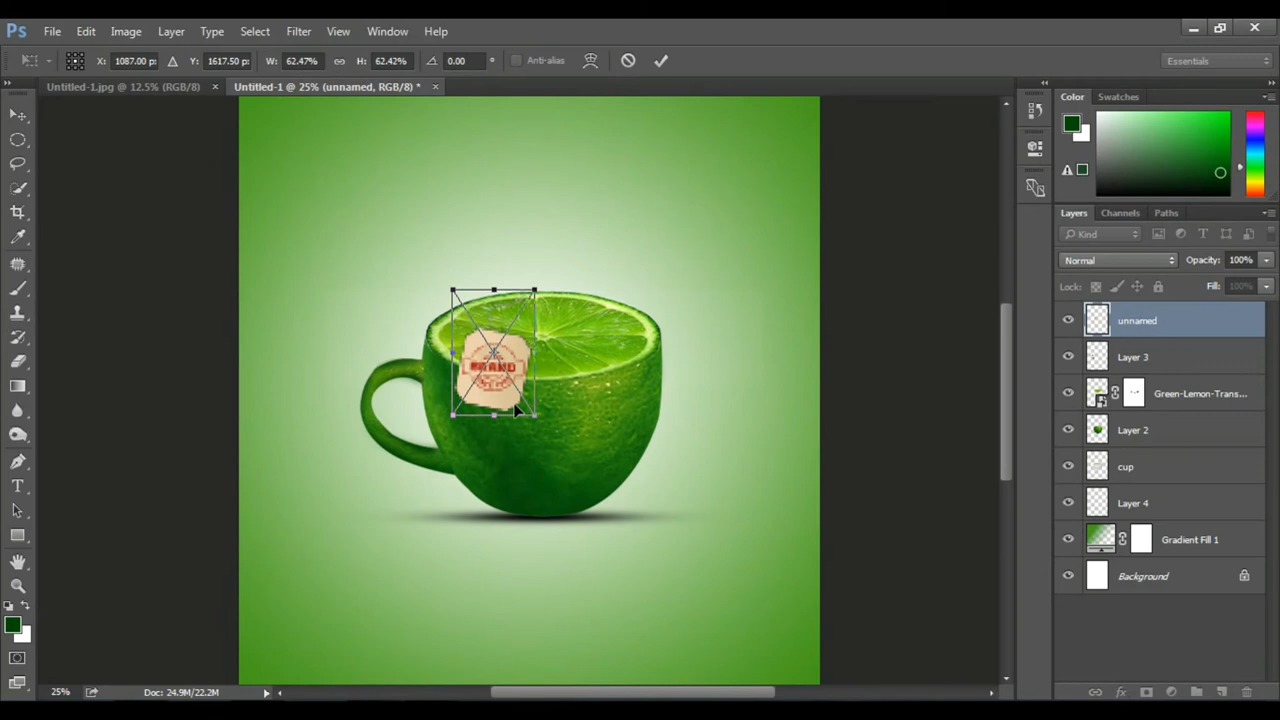 Ps File Edit Image Layer Type Select Filter View Window Help
X: 1087.00 p: Y: 1617.50 p: W: 62.47% H: 62.42% 0.00 ° Anti-alias Essentials
Untitled-1.jpg @ 12.5% (RGB/8) × Untitled-1 @ 25% (unnamed, RGB/8) * ×
Color Swatches
Layers Channels Paths
Kind
Normal Opacity: 100%
Lock: Fill: 100%
unnamed
Layer 3
Green-Lemon-Trans...
Layer 2
cup
Layer 4
Gradient Fill 1
Background
BRAND
25% Doc: 24.9M/22.2M